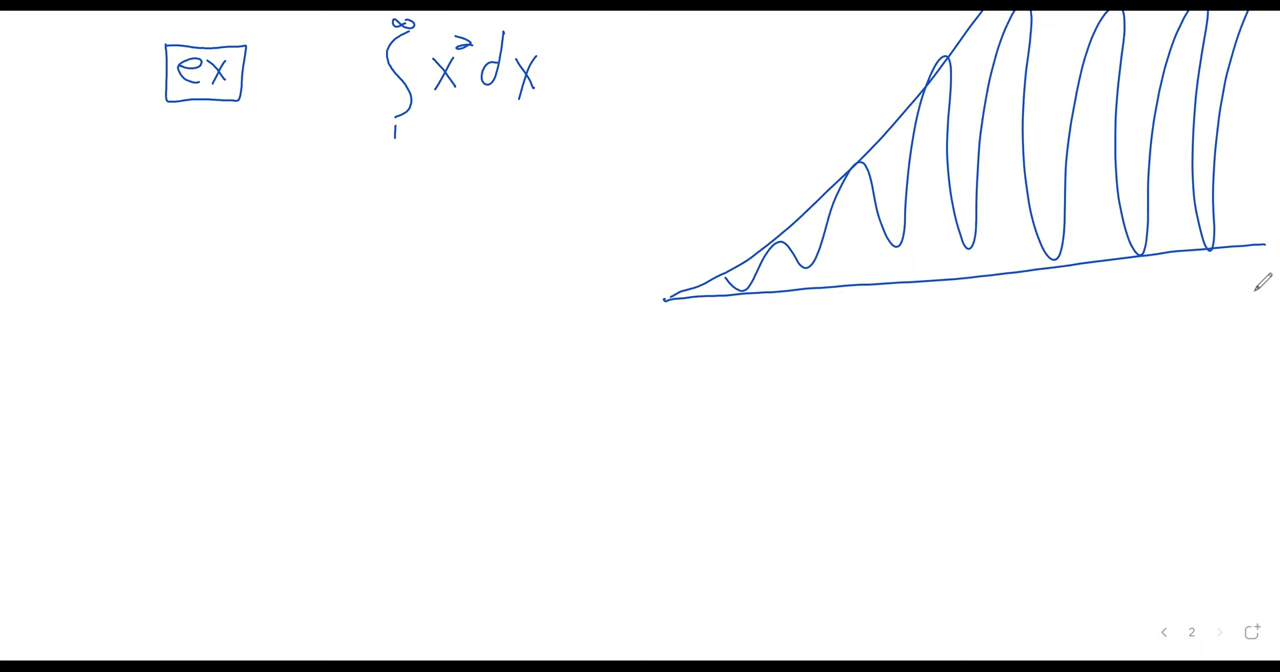 ex ∫₁^∞ x² dx
2